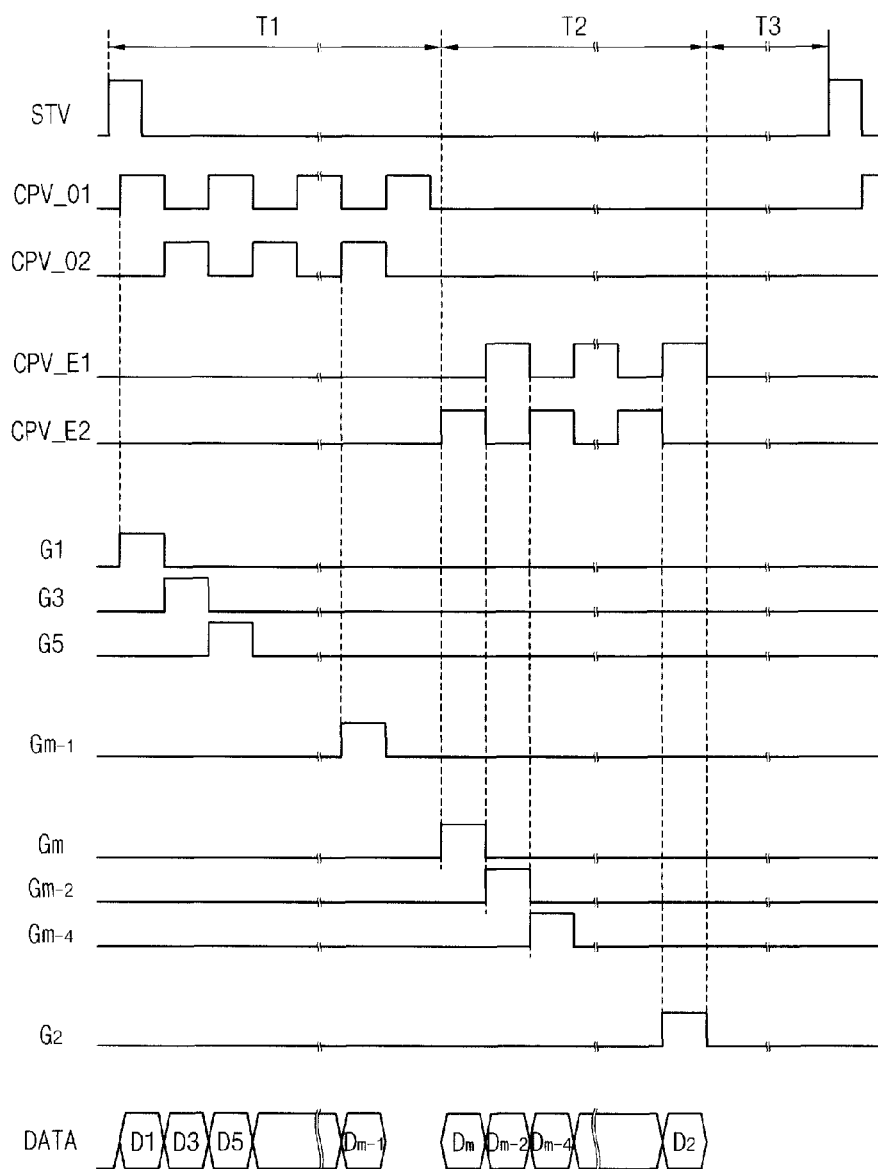 T1 T2 T3
STV
CPV_01
CPV_02
CPV_E1
CPV_E2
G1
G3
G5
Gm-1
Gm
Gm-2
Gm-4
G2
DATA D1 D3 D5 Dm-1 Dm Dm-2 Dm-4 D2